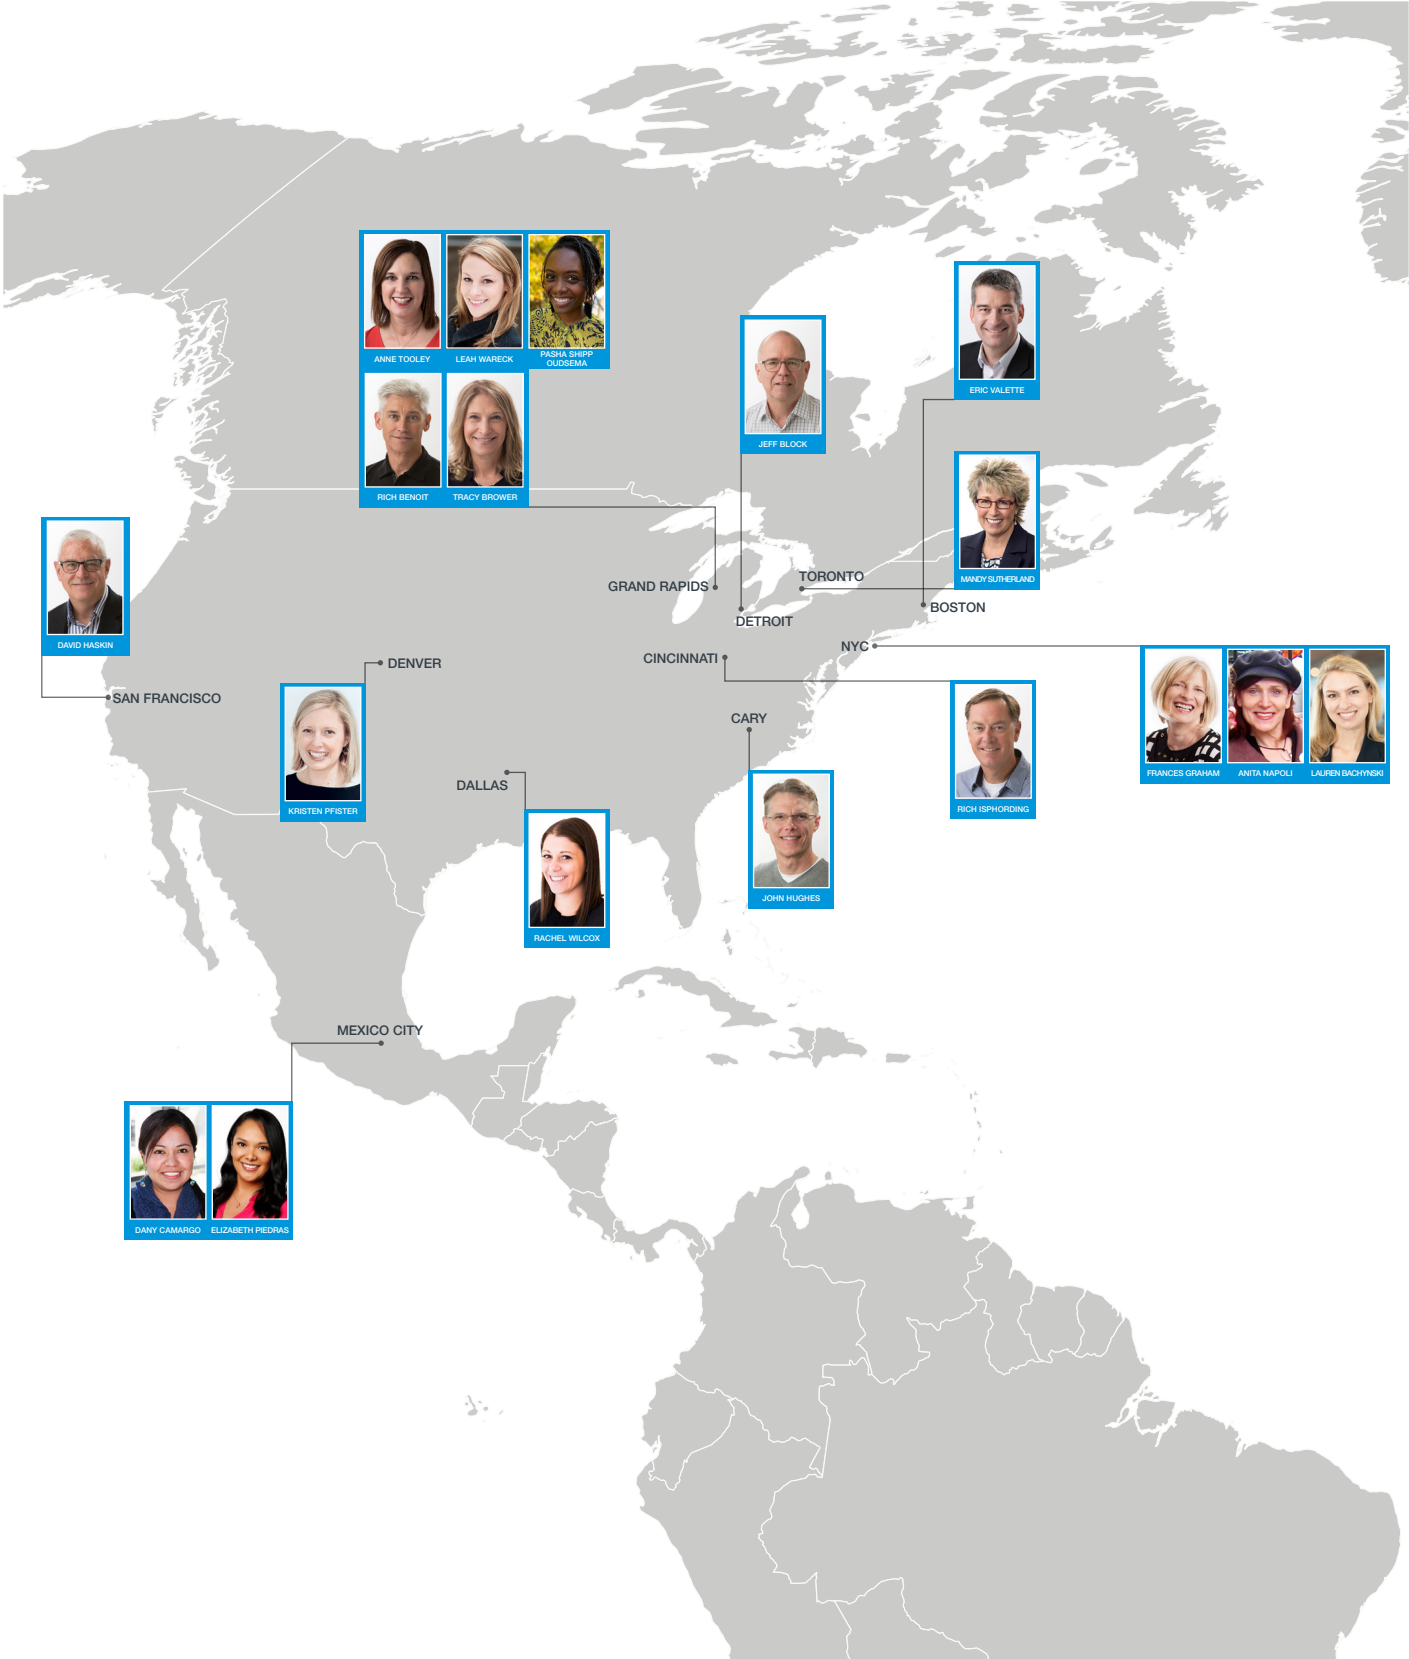 ANNE TOOLEY
LEAH WARECK
PASHA SHIPP
OUDSEMA
ERIC VALETTE
JEFF BLOCK
RICH BENOIT
TRACY BROWER
MANDY SUTHERLAND
TORONTO
GRAND RAPIDS
BOSTON
DETROIT
DAVID HASKIN
NYC
CINCINNATI
DENVER
SAN FRANCISCO
CARY
FRANCES GRAHAM
ANITA NAPOLI
LAUREN BACHYNSKI
DALLAS
KRISTEN PFISTER
RICH ISPHORDING
JOHN HUGHES
RACHEL WILCOX
MEXICO CITY
DANY CAMARGO
ELIZABETH PIEDRAS